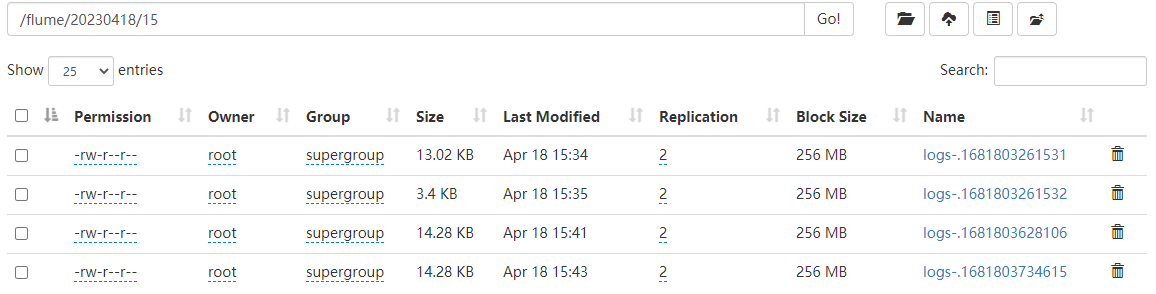 /flume/20230418/15 Go!
Show 25 entries Search:
Permission Owner Group Size Last Modified Replication Block Size Name
-rw-r--r-- root supergroup 13.02 KB Apr 18 15:34 2 256 MB logs-.1681803261531
-rw-r--r-- root supergroup 3.4 KB Apr 18 15:35 2 256 MB logs-.1681803261532
-rw-r--r-- root supergroup 14.28 KB Apr 18 15:41 2 256 MB logs-.1681803628106
-rw-r--r-- root supergroup 14.28 KB Apr 18 15:43 2 256 MB logs-.1681803734615